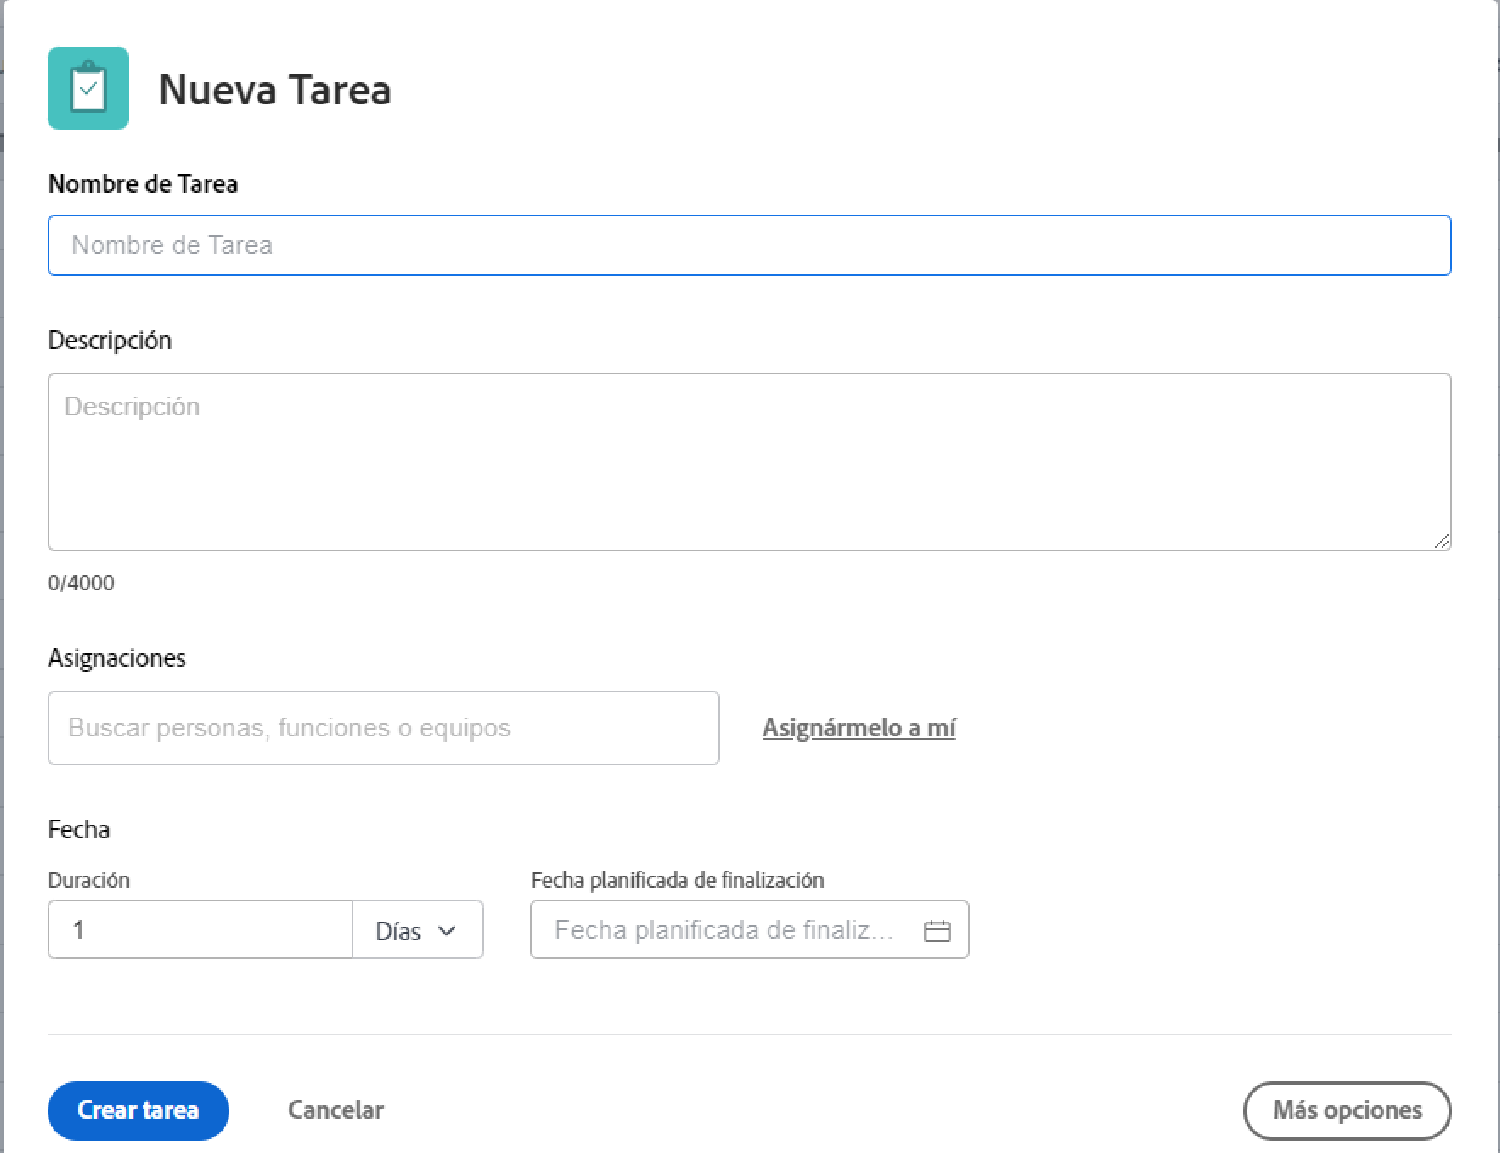 Nueva Tarea
Nombre de Tarea
Nombre de Tarea
Descripción
Descripción
0/4000
Asignaciones
Buscar personas, funciones o equipos
Asignármelo a mí
Fecha
Duración
Fecha planificada de finalización
1
Días
Fecha planificada de finaliz...
Crear tarea
Cancelar
Más opciones